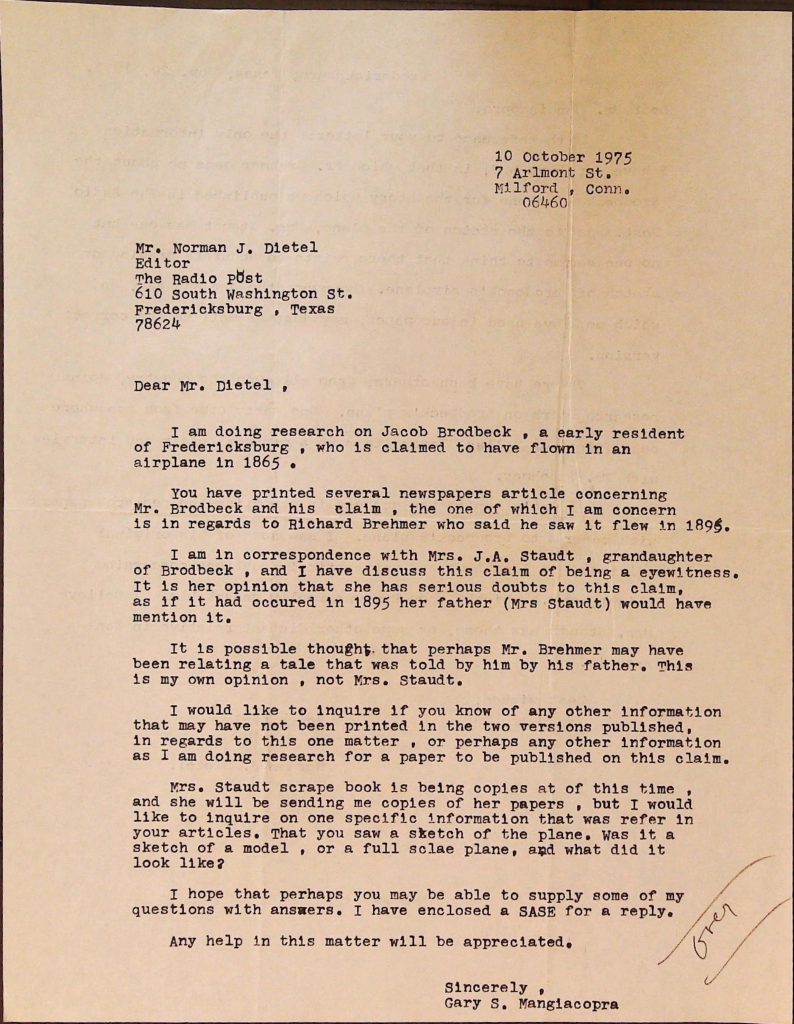 10 October 1975
7 Arlmont St.
Milford , Conn.
06460
Mr. Norman J. Dietel
Editor
The Radio Post
610 South Washington St.
Fredericksburg , Texas
78624
Dear Mr. Dietel ,
I am doing research on Jacob Brodbeck , a early resident
of Fredericksburg , who is claimed to have flown in an
airplane in 1865 .
You have printed several newspapers article concerning
Mr. Brodbeck and his claim , the one of which I am concern
is in regards to Richard Brehmer who said he saw it flew in 1895.
I am in correspondence with Mrs. J.A. Staudt , grandaughter
of Brodbeck , and I have discuss this claim of being a eyewitness.
It is her opinion that she has serious doubts to this claim,
as if it had occured in 1895 her father (Mrs Staudt) would have
mention it.
It is possible thought. that perhaps Mr. Brehmer may have
been relating a tale that was told by him by his father. This
is my own opinion , not Mrs. Staudt.
I would like to inquire if you know of any other information
that may have not been printed in the two versions published,
in regards to this one matter , or perhaps any other information
as I am doing research for a paper to be published on this claim.
Mrs. Staudt scrape book is being copies at of this time ,
and she will be sending me copies of her papers , but I would
like to inquire on one specific information that was refer in
your articles. That you saw a sketch of the plane. Was it a
sketch of a model , or a full sclae plane, and what did it
look like?
I hope that perhaps you may be able to supply some of my
questions with answers. I have enclosed a SASE for a reply.
Any help in this matter will be appreciated.
over
Sincerely ,
Gary S. Mangiacopra